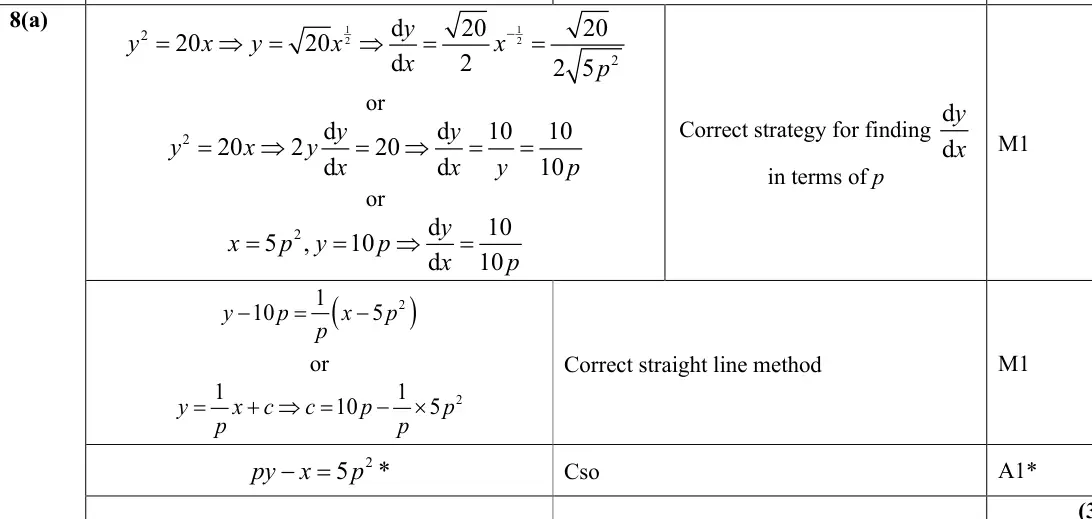 8(a)
y² = 20x ⇒ y = √20 x^(1/2) ⇒ dy/dx = (√20/2) x^(-1/2) = √20/(2√(5p²))
or
y² = 20x ⇒ 2y dy/dx = 20 ⇒ dy/dx = 10/y = 10/(10p)
or
x = 5p², y = 10p ⇒ dy/dx = 10/(10p)
Correct strategy for finding dy/dx
in terms of p
M1
y − 10p = (1/p)(x − 5p²)
or
y = (1/p)x + c ⇒ c = 10p − (1/p) × 5p²
Correct straight line method
M1
py − x = 5p² *
Cso
A1*
(3